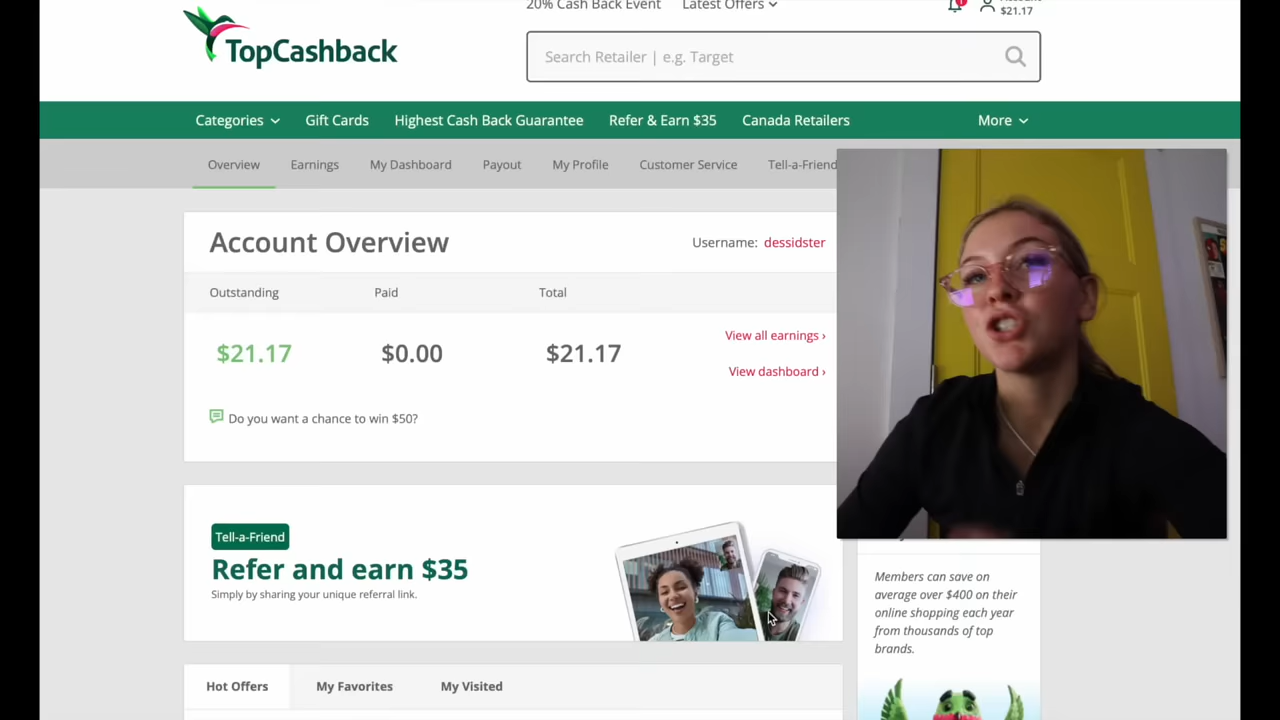 20% Cash Back Event Latest Offers
$21.17
TopCashback
Search Retailer | e.g. Target
Categories Gift Cards Highest Cash Back Guarantee Refer & Earn $35 Canada Retailers More
Overview Earnings My Dashboard Payout My Profile Customer Service Tell-a-Friend
Account Overview
Username: dessidster
Outstanding Paid Total
$21.17 $0.00 $21.17
View all earnings ›
View dashboard ›
Do you want a chance to win $50?
Tell-a-Friend
Refer and earn $35
Simply by sharing your unique referral link.
Members can save on
average over $400 on their
online shopping each year
from thousands of top
brands.
Hot Offers My Favorites My Visited